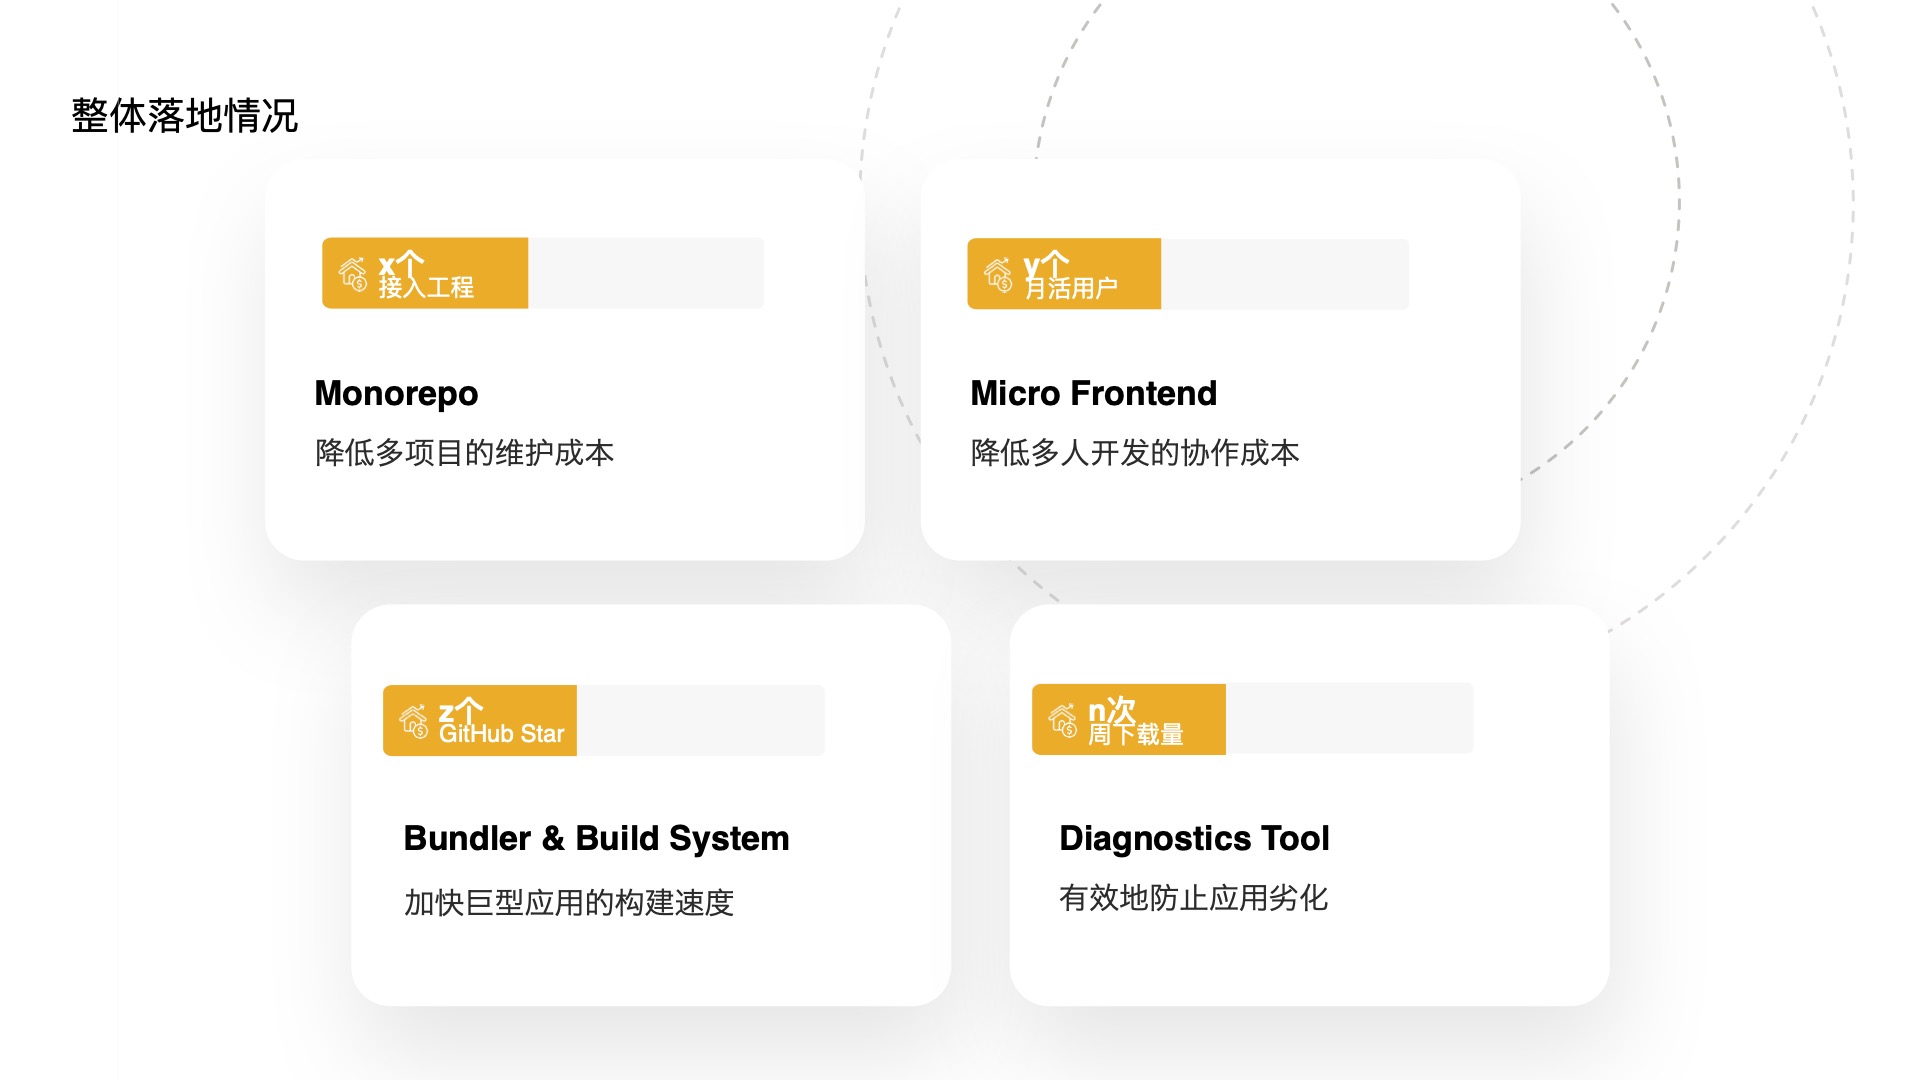 整体落地情况
x个
接入工程
Monorepo
降低多项目的维护成本
y个
月活用户
Micro Frontend
降低多人开发的协作成本
z个
GitHub Star
Bundler & Build System
加快巨型应用的构建速度
n次
周下载量
Diagnostics Tool
有效地防止应用劣化